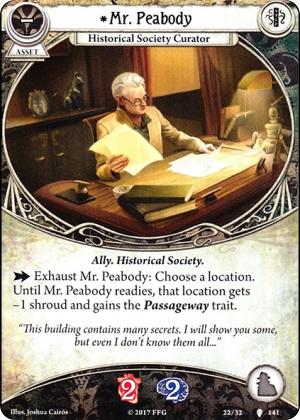 *Mr. Peabody
Historical Society Curator
ASSET
Ally. Historical Society.
Exhaust Mr. Peabody: Choose a location.
Until Mr. Peabody readies, that location gets
–1 shroud and gains the Passageway trait.
"This building contains many secrets. I will show you some,
but even I don't know them all..."
2 2
Illus. Joshua Cairós © 2017 FFG 22/32 141